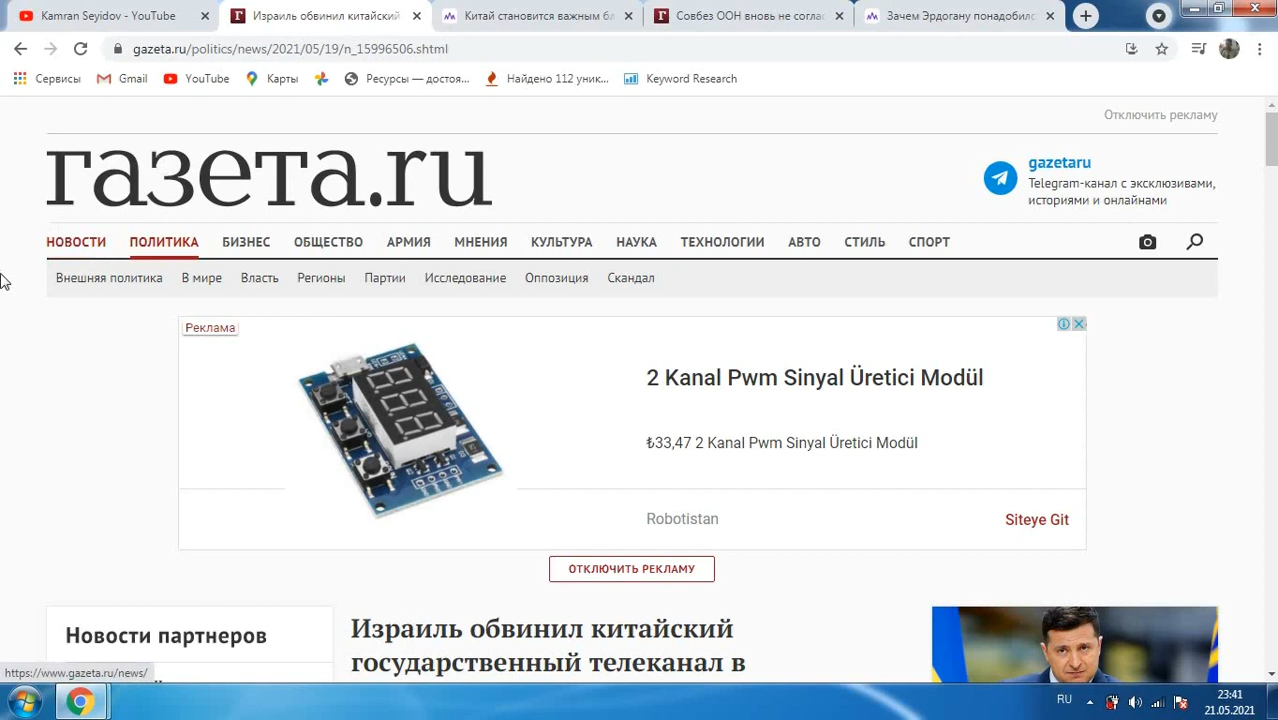 Kamran Seyidov - YouTube
Израиль обвинил китайский
Китай становится важным бл
Совбез ООН вновь не соглас
Зачем Эрдогану понадобилс
gazeta.ru/politics/news/2021/05/19/n_15996506.shtml
Сервисы
Gmail
YouTube
Карты
Ресурсы — достоя...
Найдено 112 уник...
Keyword Research
Отключить рекламу
газета.ru
gazetaru
Telegram-канал с эксклюзивами,
историями и онлайнами
НОВОСТИ ПОЛИТИКА БИЗНЕС ОБЩЕСТВО АРМИЯ МНЕНИЯ КУЛЬТУРА НАУКА ТЕХНОЛОГИИ АВТО СТИЛЬ СПОРТ
Внешняя политика В мире Власть Регионы Партии Исследование Оппозиция Скандал
Реклама
2 Kanal Pwm Sinyal Üretici Modül
₺33,47 2 Kanal Pwm Sinyal Üretici Modül
Robotistan
Siteye Git
ОТКЛЮЧИТЬ РЕКЛАМУ
Новости партнеров
Израиль обвинил китайский
государственный телеканал в
https://www.gazeta.ru/news/
RU
23:41
21.05.2021